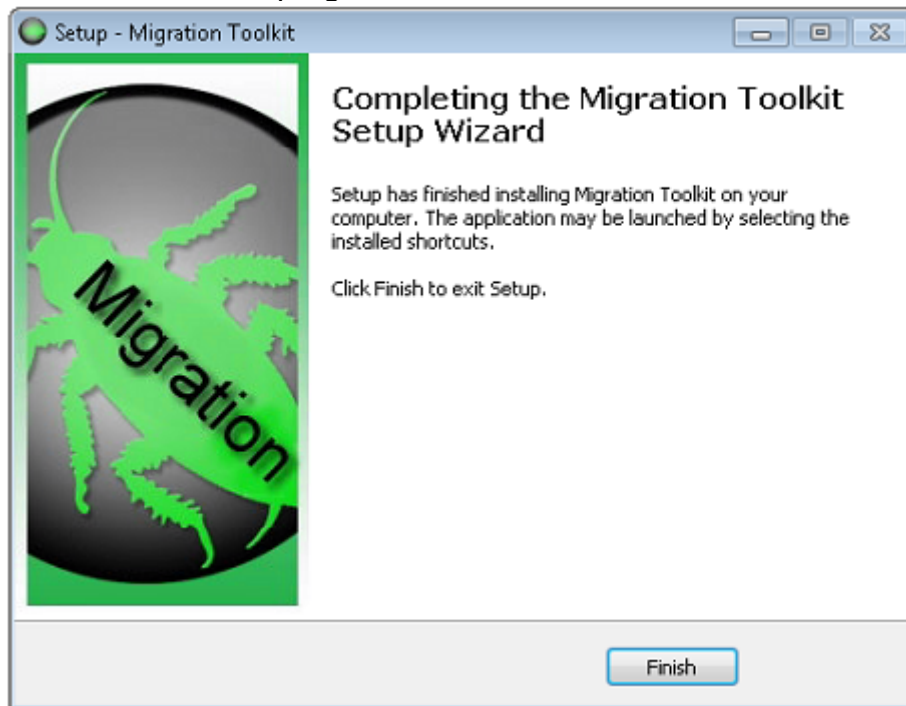 Setup - Migration Toolkit
Completing the Migration Toolkit
Setup Wizard
Setup has finished installing Migration Toolkit on your
computer. The application may be launched by selecting the
installed shortcuts.
Click Finish to exit Setup.
Migration
Finish